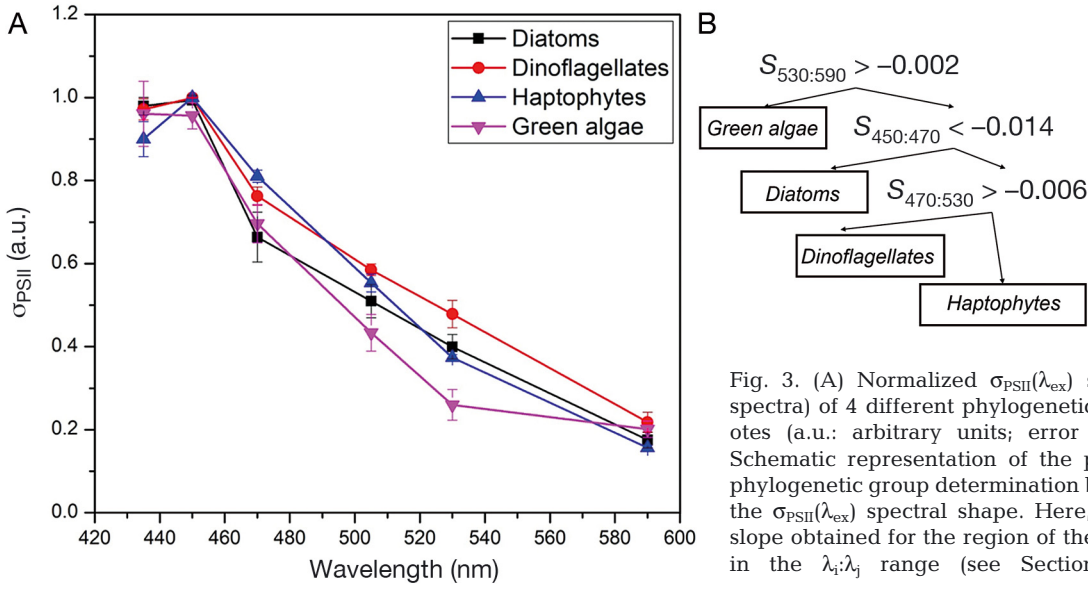 A
1.2
1.0
0.8
0.6
0.4
0.2
0.0
σPSII (a.u.)
Diatoms
Dinoflagellates
Haptophytes
Green algae
420 440 460 480 500 520 540 560 580 600
Wavelength (nm)
B
S530:590 > –0.002
Green algae
S450:470 < –0.014
Diatoms
S470:530 > –0.006
Dinoflagellates
Haptophytes
Fig. 3. (A) Normalized σPSII(λex)
spectra) of 4 different phylogenetic
otes (a.u.: arbitrary units; error
Schematic representation of the
phylogenetic group determination
the σPSII(λex) spectral shape. Here,
slope obtained for the region of the
in the λi:λj range (see Section